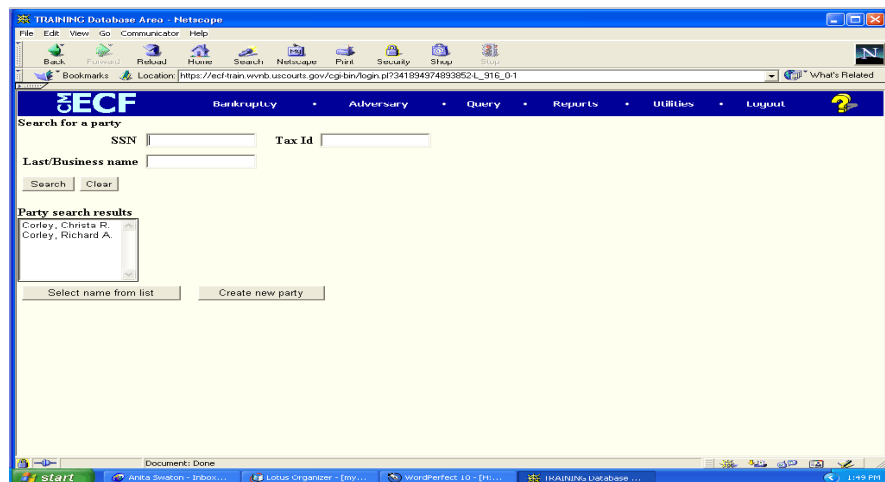 TRAINING Database Area - Netscape
File Edit View Go Communicator Help
Back Forward Reload Home Search Netscape Print Security Shop Stop
N
Bookmarks Location: https://ecf-train.wvnb.uscourts.gov/cgi-bin/login.pl?341894974893852-L_916_0-1 What's Related
CM ECF Bankruptcy • Adversary • Query • Reports • Utilities • Logout ?
Search for a party
SSN Tax Id
Last/Business name
Search Clear
Party search results
Corley, Christa R.
Corley, Richard A.
Select name from list Create new party
Document: Done
start Anita Swaton - Inbox... Lotus Organizer - [my... WordPerfect 10 - [H:... TRAINING Database ... 1:49 PM